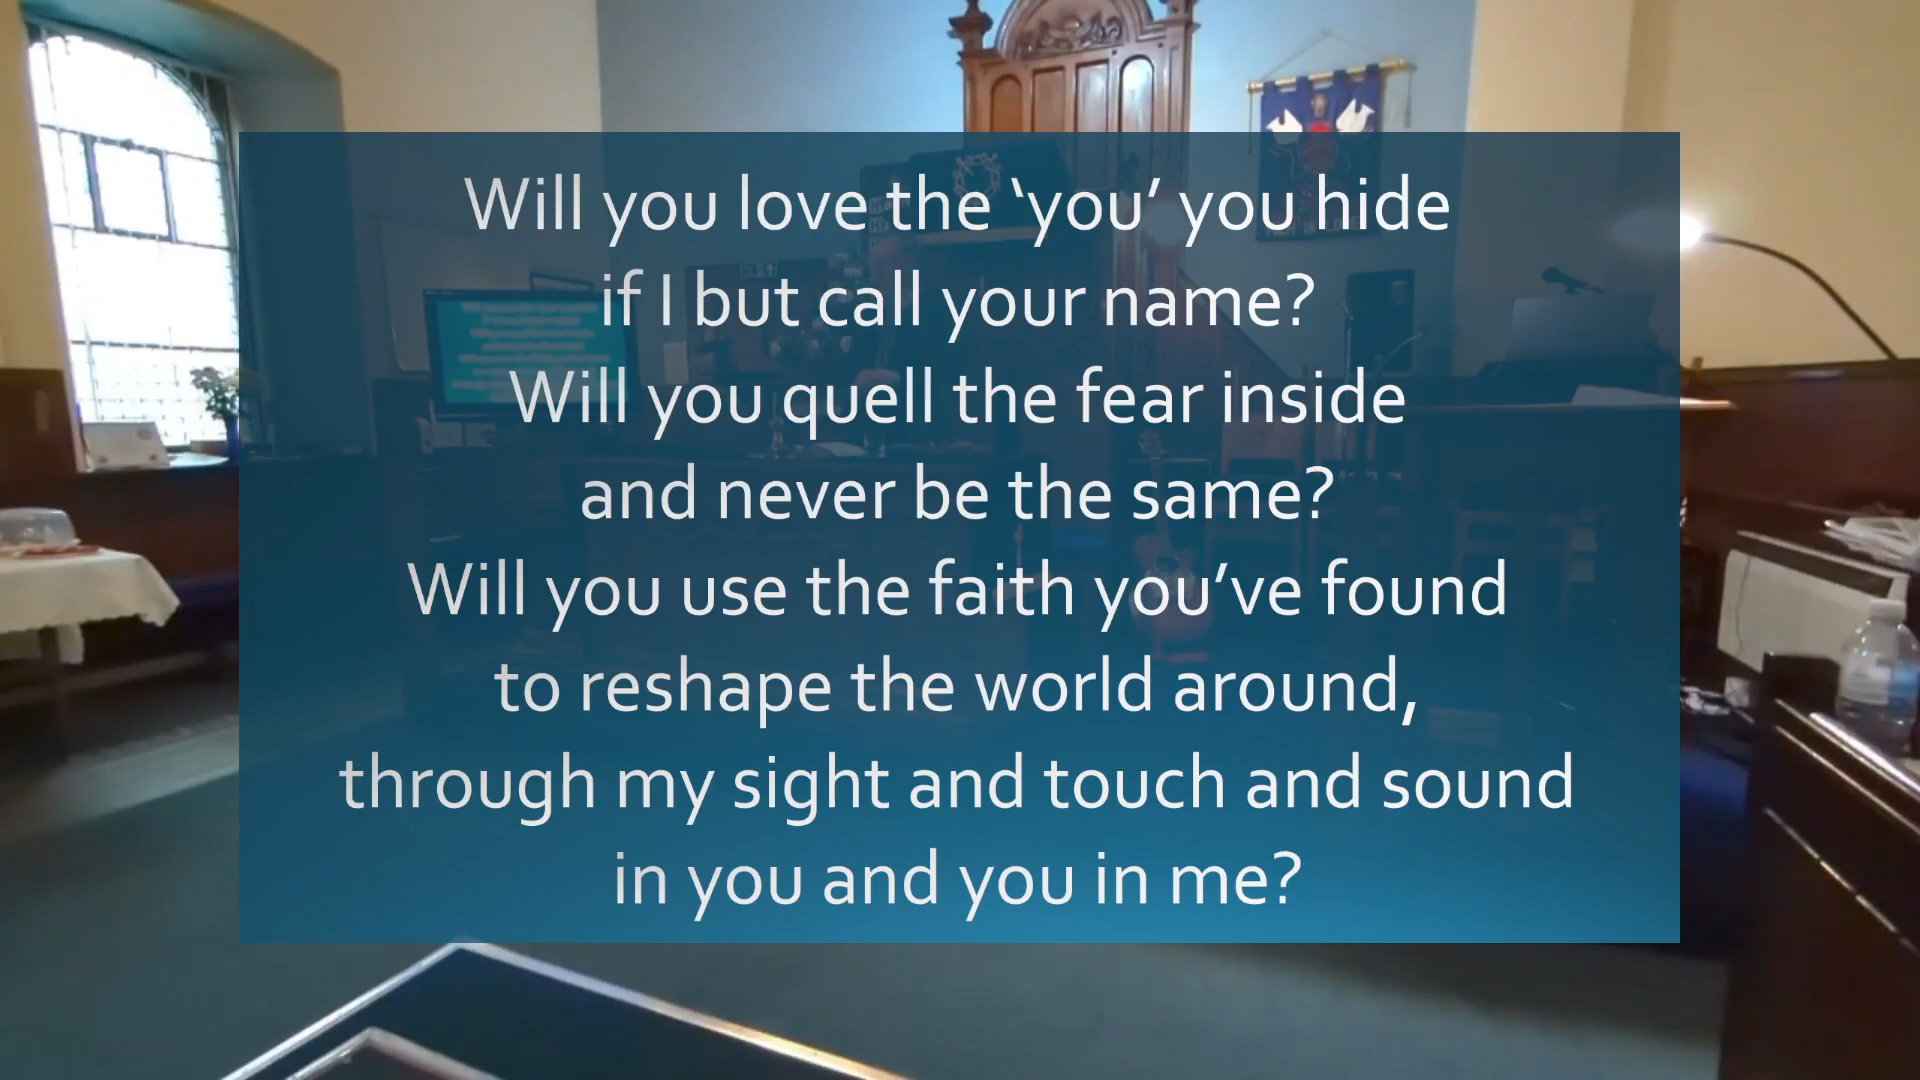 Will you love the ‘you’ you hide
if I but call your name?
Will you quell the fear inside
and never be the same?
Will you use the faith you’ve found
to reshape the world around,
through my sight and touch and sound
in you and you in me?